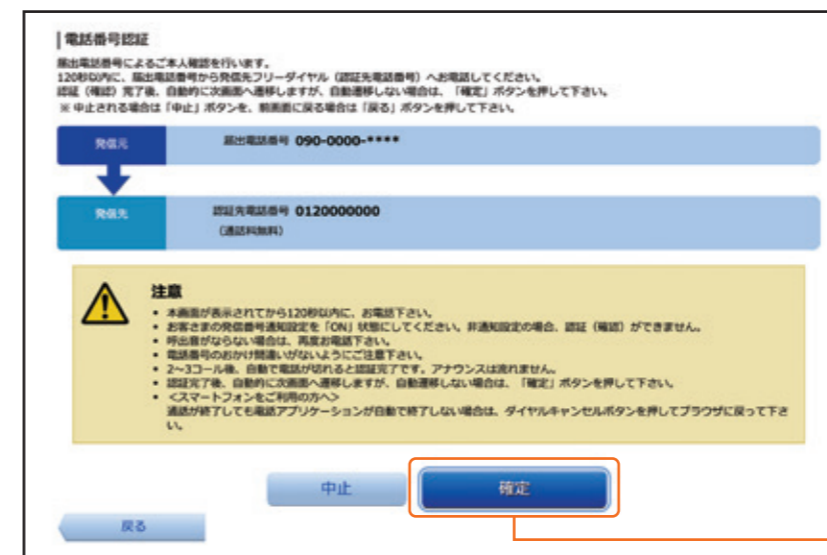 電話番号認証
届出電話番号によるご本人確認を行います。
120秒以内に、届出電話番号から発信先フリーダイヤル（認証先電話番号）へお電話してください。
認証（確認）完了後、自動的に次画面へ遷移しますが、自動遷移しない場合は、「確定」ボタンを押して下さい。
※ 中止される場合は「中止」ボタンを、前画面に戻る場合は「戻る」ボタンを押して下さい。
発信元
届出電話番号 090-0000-****
発信先
認証先電話番号 0120000000
（通話料無料）
注意
• 本画面が表示されてから120秒以内に、お電話下さい。
• お客さまの発信番号通知設定を「ON」状態にしてください。非通知設定の場合、認証（確認）ができません。
• 呼出音がならない場合は、再度お電話下さい。
• 電話番号のおかけ間違いがないようにご注意下さい。
• 2～3コール後、自動で電話が切れると認証完了です。アナウンスは流れません。
• 認証完了後、自動的に次画面へ遷移しますが、自動遷移しない場合は、「確定」ボタンを押して下さい。
• ＜スマートフォンをご利用の方へ＞
通話が終了しても電話アプリケーションが自動で終了しない場合は、ダイヤルキャンセルボタンを押してブラウザに戻って下さ
い。
中止
確定
戻る